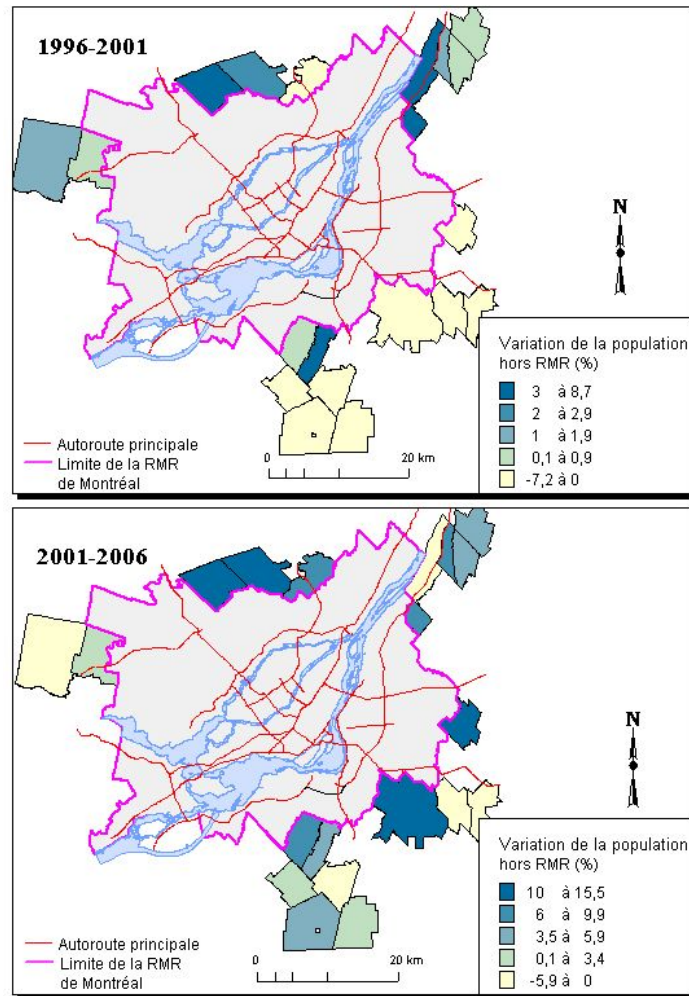 1996-2001
N
Variation de la population
hors RMR (%)
3 à 8,7
2 à 2,9
1 à 1,9
0,1 à 0,9
-7,2 à 0
Autoroute principale
Limite de la RMR
de Montréal
0 20 km
2001-2006
N
Variation de la population
hors RMR (%)
10 à 15,5
6 à 9,9
3,5 à 5,9
0,1 à 3,4
-5,9 à 0
Autoroute principale
Limite de la RMR
de Montréal
0 20 km